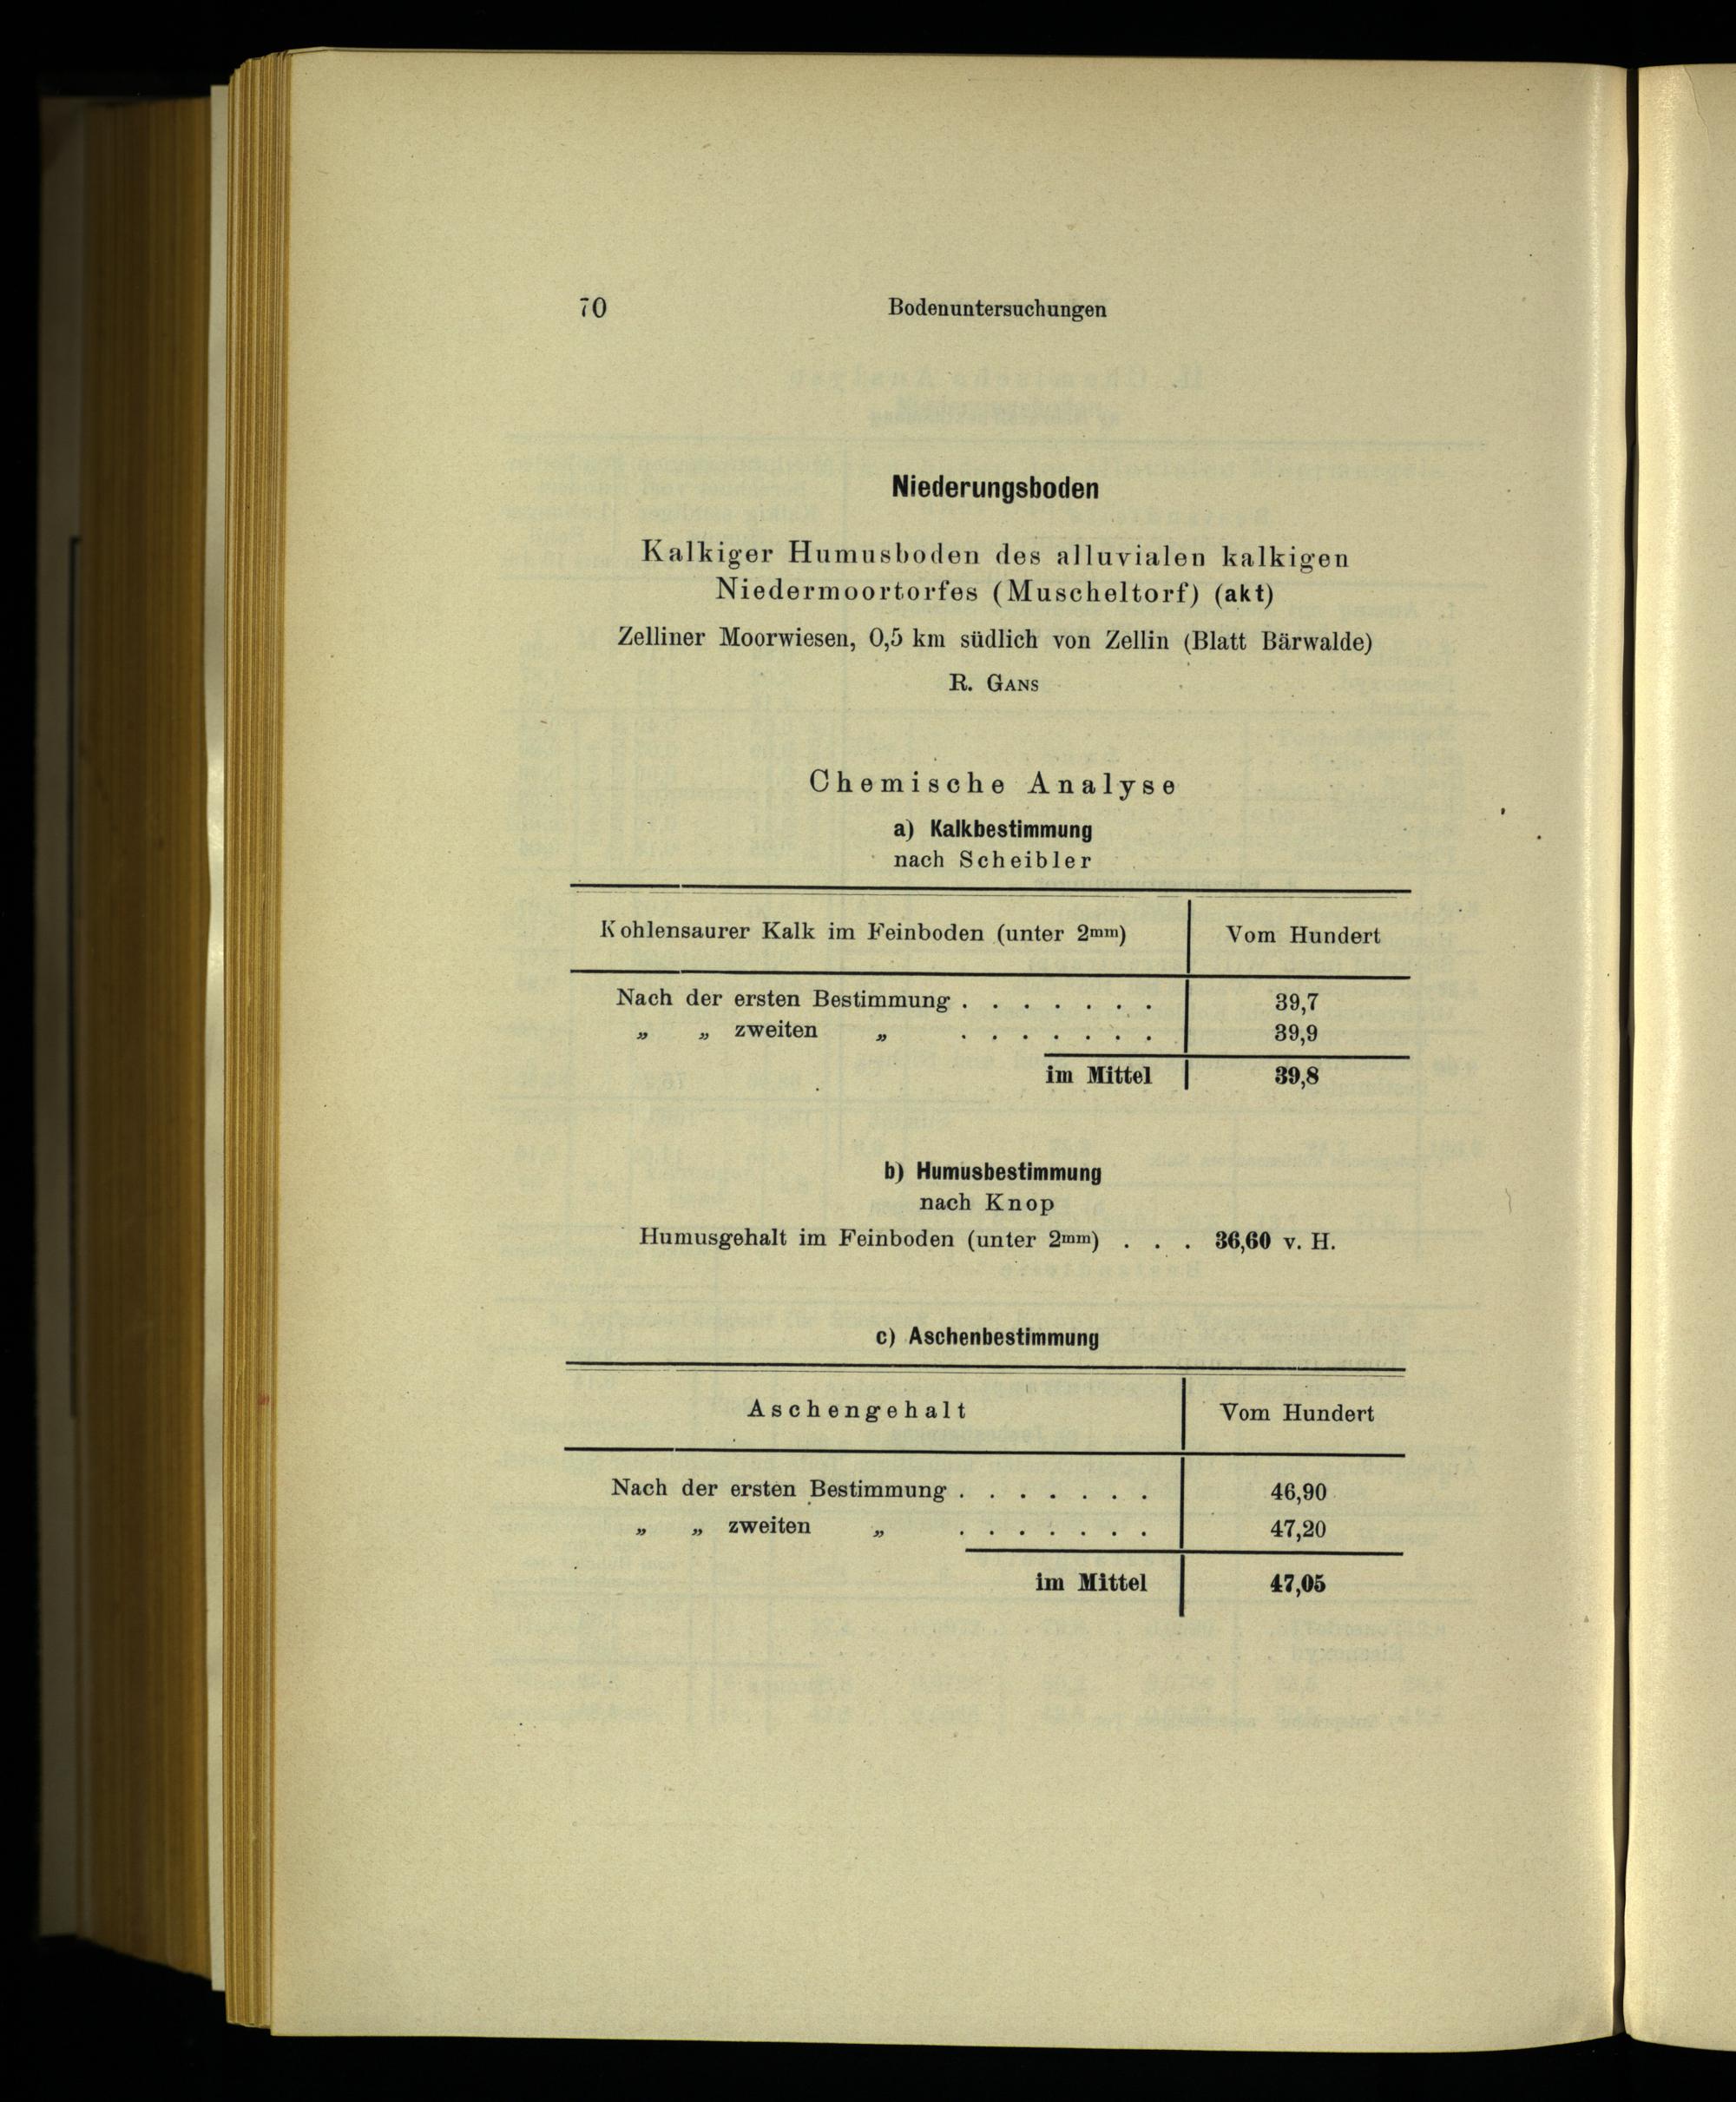 70 Bodenuntersuchungen
Niederungsboden
Kalkiger Humusboden des alluvialen kalkigen
Niedermoortorfes (Muscheltorf) (akt)
Zelliner Moorwiesen, 0,5 km südlich von Zellin (Blatt Bärwalde)
R. GANS
Chemische Analyse
a) Kalkbestimmung
nach Scheibler
Kohlensaurer Kalk im Feinboden (unter 2mm) Vom Hundert
Nach der ersten Bestimmung . . . . . . . 39,7
„ „ zweiten „ . . . . . . . 39,9
im Mittel 39,8
b) Humusbestimmung
nach Knop
Humusgehalt im Feinboden (unter 2mm) . . . 36,60 v. H.
c) Aschenbestimmung
Aschengehalt Vom Hundert
Nach der ersten Bestimmung . . . . . . . 46,90
„ „ zweiten „ . . . . . . . 47,20
im Mittel 47,05